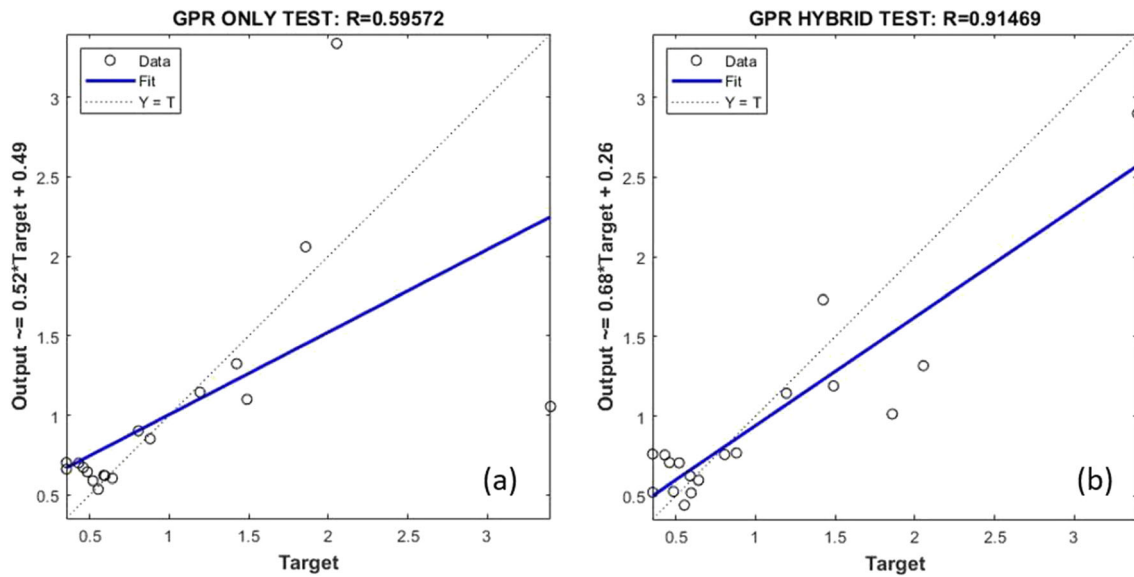 GPR ONLY TEST: R=0.59572
Data
Fit
Y = T
Output ~= 0.52*Target + 0.49
3
2.5
2
1.5
1
0.5
0.5
1
1.5
2
2.5
3
Target
(a)
GPR HYBRID TEST: R=0.91469
Data
Fit
Y = T
Output ~= 0.68*Target + 0.26
3
2.5
2
1.5
1
0.5
0.5
1
1.5
2
2.5
3
Target
(b)